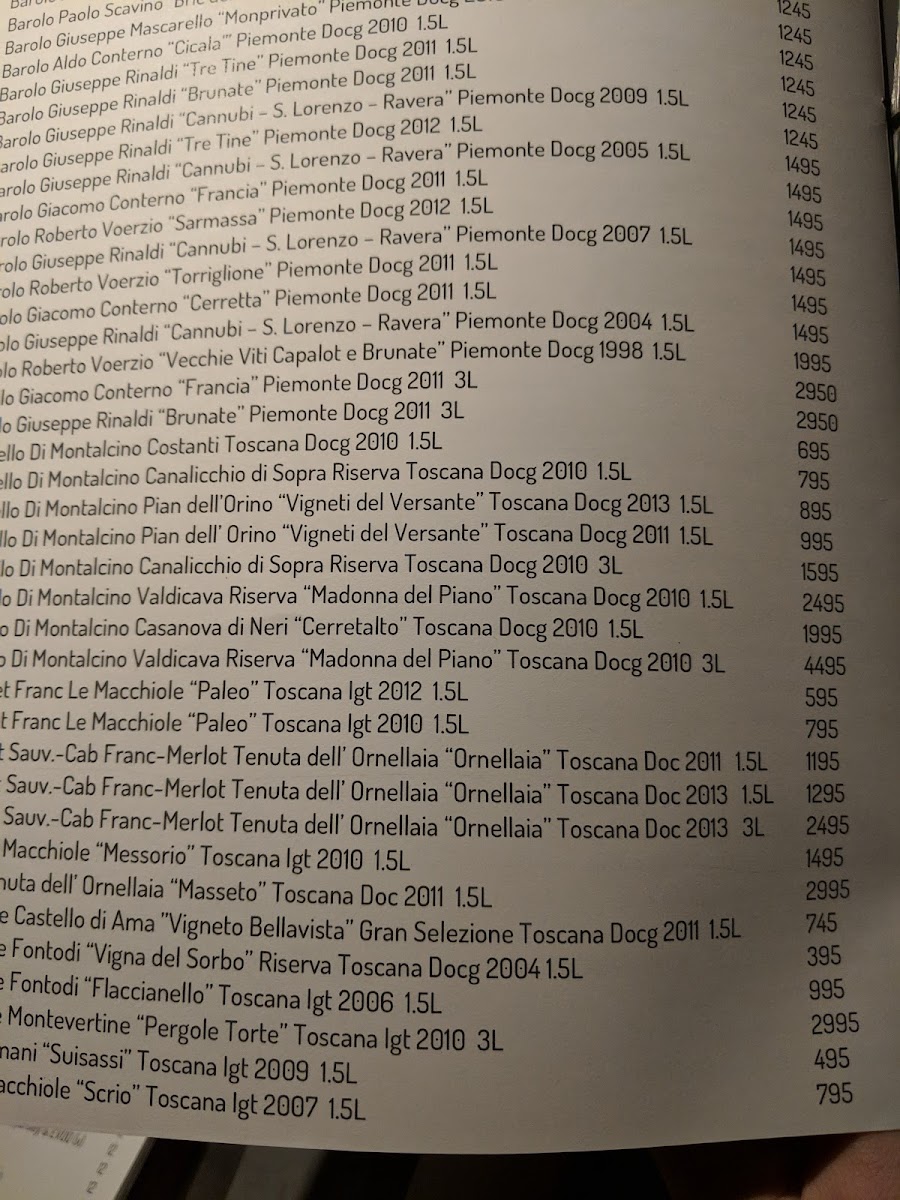 Barolo Paolo Scavino "Bric
Barolo Giuseppe Mascarello "Monprivato" Piemonte Docg 1245
Barolo Aldo Conterno "Cicala'" Piemonte Docg 2010 1.5L 1245
Barolo Giuseppe Rinaldi "Tre Tine" Piemonte Docg 2011 1.5L 1245
Barolo Giuseppe Rinaldi "Brunate" Piemonte Docg 2011 1.5L 1245
Barolo Giuseppe Rinaldi "Cannubi – S. Lorenzo – Ravera" Piemonte Docg 2009 1.5L 1245
arolo Giuseppe Rinaldi "Tre Tine" Piemonte Docg 2012 1.5L 1245
arolo Giuseppe Rinaldi "Cannubi – S. Lorenzo – Ravera" Piemonte Docg 2005 1.5L 1495
arolo Giacomo Conterno "Francia" Piemonte Docg 2011 1.5L 1495
rolo Roberto Voerzio "Sarmassa" Piemonte Docg 2012 1.5L 1495
rolo Giuseppe Rinaldi "Cannubi – S. Lorenzo – Ravera" Piemonte Docg 2007 1.5L 1495
olo Roberto Voerzio "Torriglione" Piemonte Docg 2011 1.5L 1495
olo Giacomo Conterno "Cerretta" Piemonte Docg 2011 1.5L 1495
olo Giuseppe Rinaldi "Cannubi – S. Lorenzo – Ravera" Piemonte Docg 2004 1.5L 1495
olo Roberto Voerzio "Vecchie Viti Capalot e Brunate" Piemonte Docg 1998 1.5L 1995
lo Giacomo Conterno "Francia" Piemonte Docg 2011 3L 2950
lo Giuseppe Rinaldi "Brunate" Piemonte Docg 2011 3L 2950
ello Di Montalcino Costanti Toscana Docg 2010 1.5L 695
ello Di Montalcino Canalicchio di Sopra Riserva Toscana Docg 2010 1.5L 795
llo Di Montalcino Pian dell'Orino "Vigneti del Versante" Toscana Docg 2013 1.5L 895
llo Di Montalcino Pian dell' Orino "Vigneti del Versante" Toscana Docg 2011 1.5L 995
lo Di Montalcino Canalicchio di Sopra Riserva Toscana Docg 2010 3L 1595
lo Di Montalcino Valdicava Riserva "Madonna del Piano" Toscana Docg 2010 1.5L 2495
o Di Montalcino Casanova di Neri "Cerretalto" Toscana Docg 2010 1.5L 1995
o Di Montalcino Valdicava Riserva "Madonna del Piano" Toscana Docg 2010 3L 4495
et Franc Le Macchiole "Paleo" Toscana Igt 2012 1.5L 595
t Franc Le Macchiole "Paleo" Toscana Igt 2010 1.5L 795
t Sauv.-Cab Franc-Merlot Tenuta dell' Ornellaia "Ornellaia" Toscana Doc 2011 1.5L 1195
Sauv.-Cab Franc-Merlot Tenuta dell' Ornellaia "Ornellaia" Toscana Doc 2013 1.5L 1295
Sauv.-Cab Franc-Merlot Tenuta dell' Ornellaia "Ornellaia" Toscana Doc 2013 3L 2495
Macchiole "Messorio" Toscana Igt 2010 1.5L 1495
nuta dell' Ornellaia "Masseto" Toscana Doc 2011 1.5L 2995
e Castello di Ama "Vigneto Bellavista" Gran Selezione Toscana Docg 2011 1.5L 745
e Fontodi "Vigna del Sorbo" Riserva Toscana Docg 2004 1.5L 395
e Fontodi "Flaccianello" Toscana Igt 2006 1.5L 995
e Montevertine "Pergole Torte" Toscana Igt 2010 3L 2995
mani "Suisassi" Toscana Igt 2009 1.5L 495
acchiole "Scrio" Toscana Igt 2007 1.5L 795